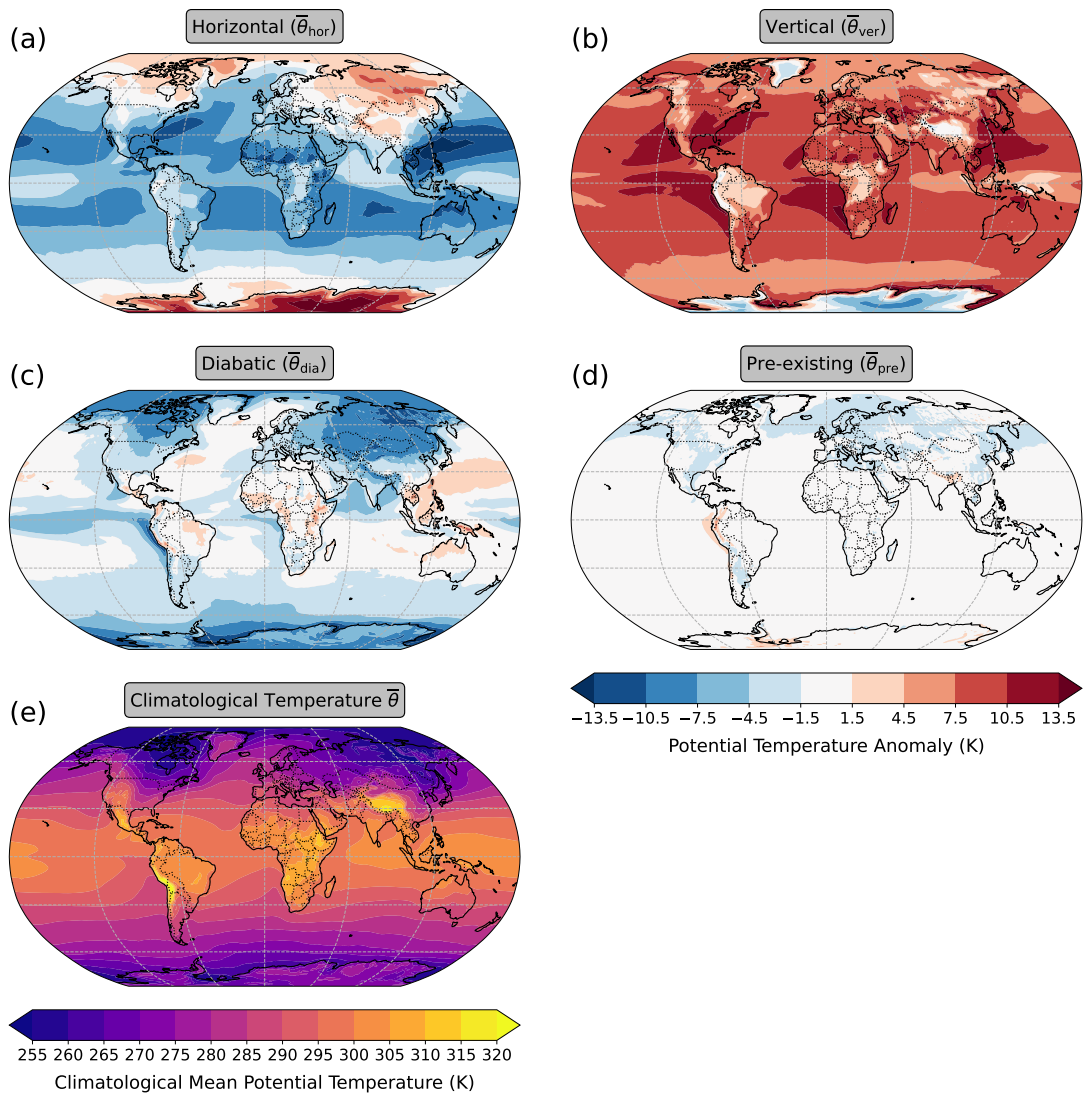 (a)
Horizontal (θ̅hor)
(b)
Vertical (θ̅ver)
(c)
Diabatic (θ̅dia)
(d)
Pre-existing (θ̅pre)
−13.5 −10.5 −7.5 −4.5 −1.5 1.5 4.5 7.5 10.5 13.5
Potential Temperature Anomaly (K)
(e)
Climatological Temperature θ̅
255 260 265 270 275 280 285 290 295 300 305 310 315 320
Climatological Mean Potential Temperature (K)